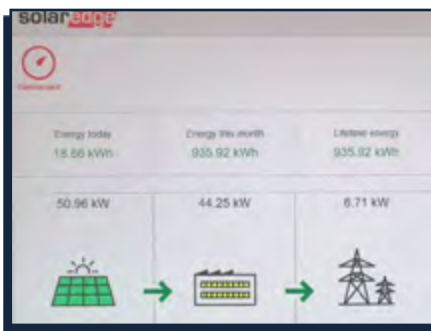 solaredge
Dashboard
Energy today Energy this month Lifetime energy
18.66 kWh 935.92 kWh 935.92 kWh
50.96 kW 44.25 kW 6.71 kW